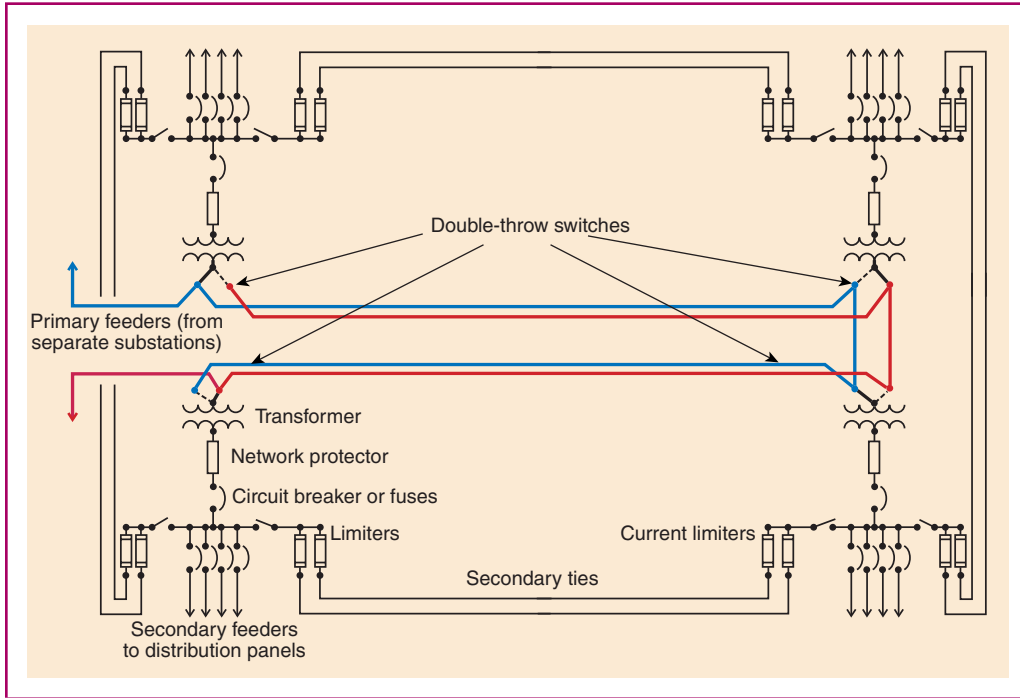 Double-throw switches
Primary feeders (from
separate substations)
Transformer
Network protector
Circuit breaker or fuses
Limiters
Current limiters
Secondary ties
Secondary feeders
to distribution panels